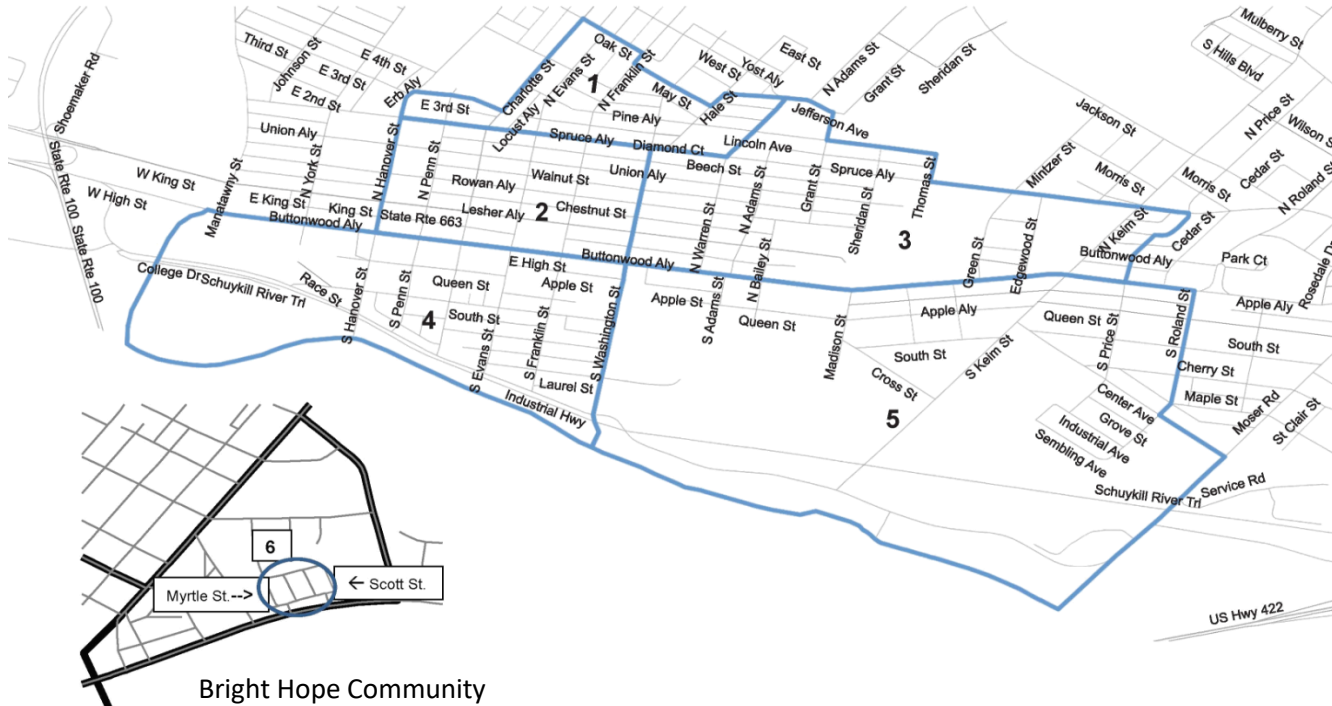 Mulberry St
S Hills Blvd
Shoemaker Rd
Third St
Johnson St
E 4th St
E 3rd St
E 2nd St
Erb Aly
Charlotte St
Oak St
N Evans St
N Franklin St
1
West St
East St
Yost Aly
N Adams St
Grant St
Sheridan St
E 3rd St
Locust Aly
May St
Hale St
Pine Aly
Jefferson Ave
Jackson St
N Price St
Wilson St
Union Aly
N York St
N Hanover St
N Penn St
Spruce Aly
Diamond Ct
Lincoln Ave
Beech St
Spruce Aly
Thomas St
Mintzer St
Morris St
Morris St
Cedar St
N Roland St
State Rte 100
State Rte 100
W King St
W High St
Manatawny St
E King St
King St
Buttonwood Aly
State Rte 663
Rowan Aly
Walnut St
Union Aly
Lesher Aly
2
Chestnut St
N Warren St
N Adams St
Grant St
N Bailey St
Sheridan St
3
Green St
Edgewood St
N Keim St
Cedar St
Buttonwood Aly
Park Ct
Rosedale Dr
College Dr
Schuykill River Trl
Race St
S Hanover St
S Penn St
Queen St
E High St
Apple St
Buttonwood Aly
4
South St
S Evans St
S Franklin St
S Washington St
Laurel St
Industrial Hwy
Apple St
S Adams St
Queen St
Madison St
Apple Aly
South St
Cross St
S Keim St
5
Queen St
S Price St
S Roland St
Apple Aly
South St
Cherry St
Maple St
Center Ave
Grove St
Industrial Ave
Sembling Ave
Moser Rd
St Clair St
Schuykill River Trl
Service Rd
US Hwy 422
6
Myrtle St.-->
← Scott St.
Bright Hope Community